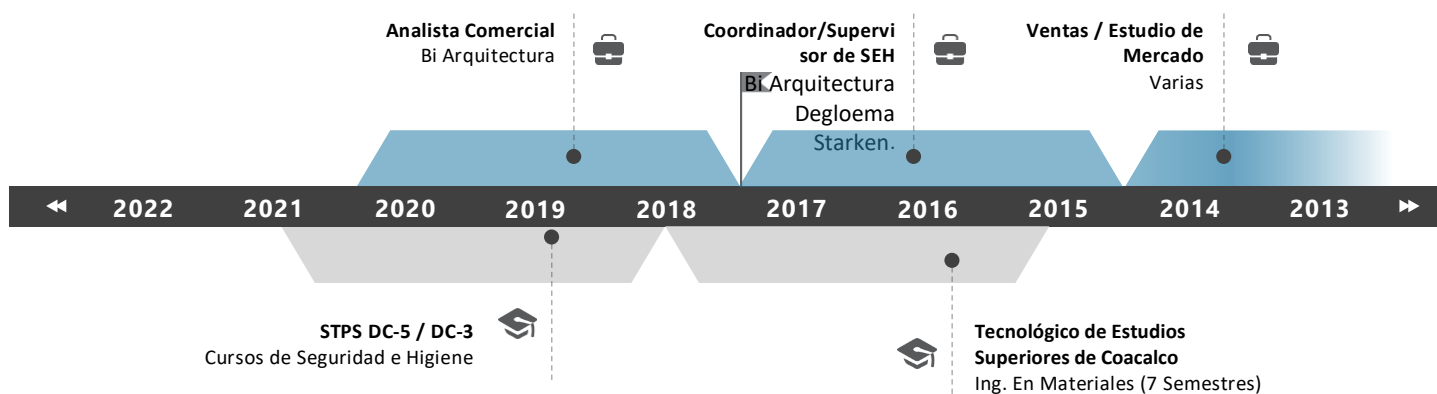 Analista Comercial
Bi Arquitectura
Coordinador/Supervi
sor de SEH
Bi Arquitectura
Degloema
Starken.
Ventas / Estudio de
Mercado
Varias
2022 2021 2020 2019 2018 2017 2016 2015 2014 2013
STPS DC-5 / DC-3
Cursos de Seguridad e Higiene
Tecnológico de Estudios
Superiores de Coacalco
Ing. En Materiales (7 Semestres)